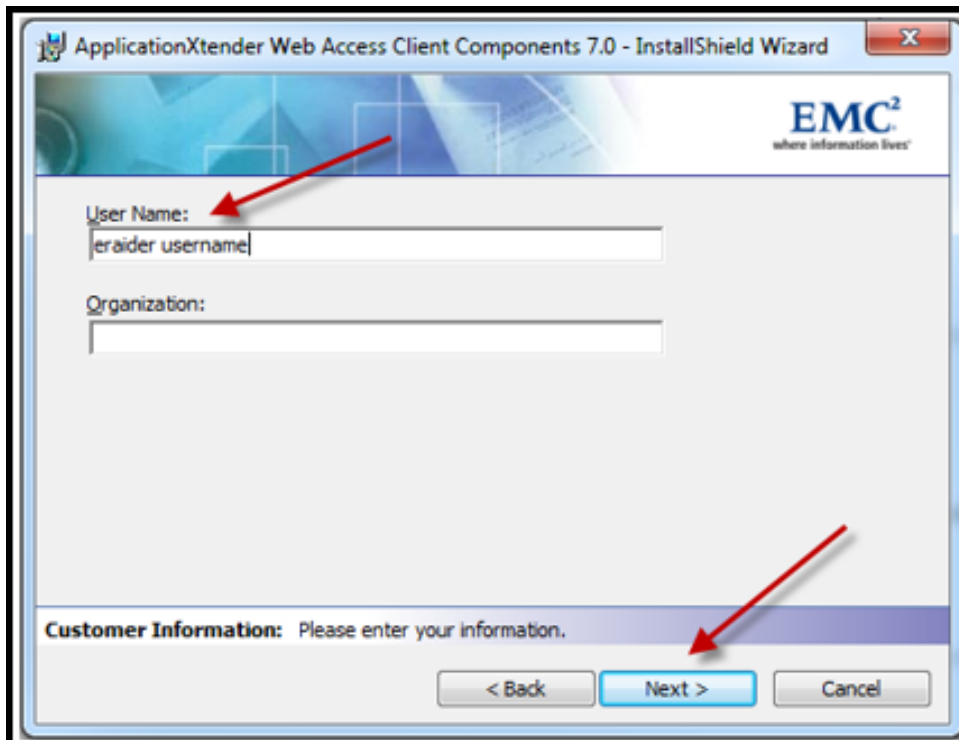 ApplicationXtender Web Access Client Components 7.0 - InstallShield Wizard
EMC²
where information lives®
User Name:
eraider username
Organization:
Customer Information: Please enter your information.
< Back Next > Cancel